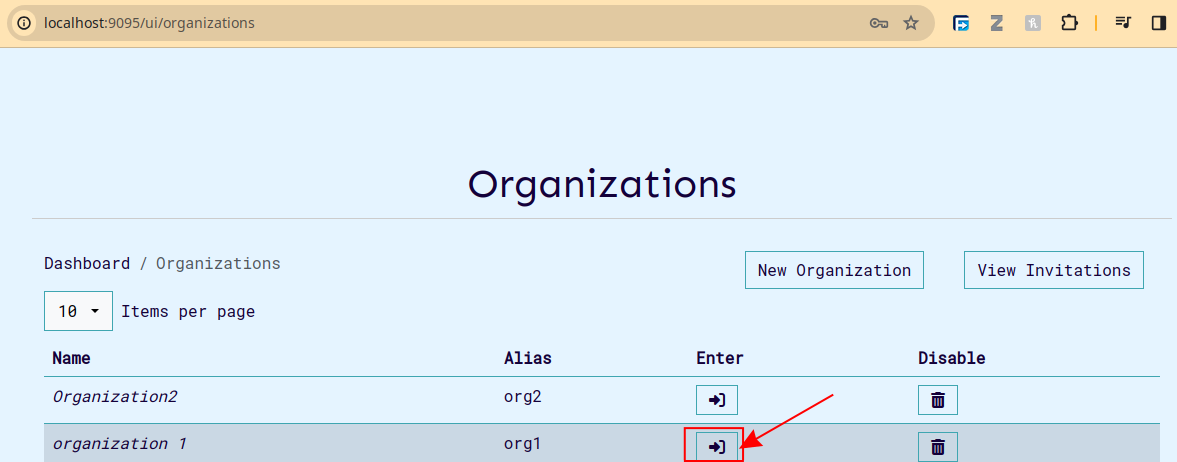 localhost:9095/ui/organizations
Organizations
Dashboard / Organizations
New Organization
View Invitations
10 Items per page
Name Alias Enter Disable
Organization2 org2
organization 1 org1